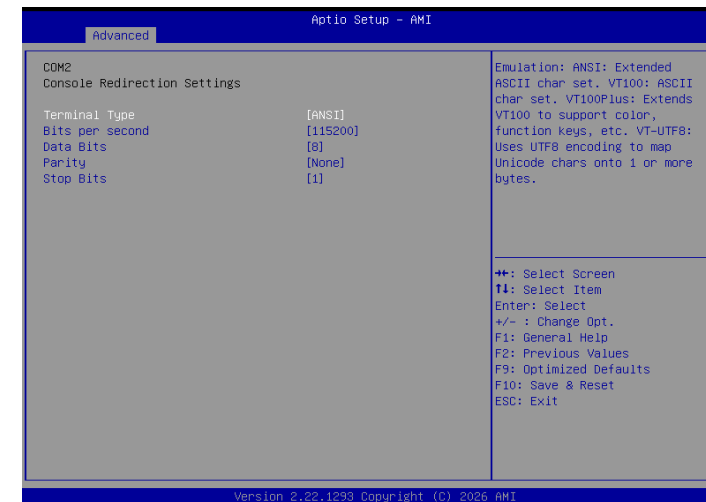 Aptio Setup – AMI
Advanced
COM2
Console Redirection Settings
Terminal Type [ANSI]
Bits per second [115200]
Data Bits [8]
Parity [None]
Stop Bits [1]
Emulation: ANSI: Extended
ASCII char set. VT100: ASCII
char set. VT100Plus: Extends
VT100 to support color,
function keys, etc. VT-UTF8:
Uses UTF8 encoding to map
Unicode chars onto 1 or more
bytes.
→←: Select Screen
↑↓: Select Item
Enter: Select
+/- : Change Opt.
F1: General Help
F2: Previous Values
F9: Optimized Defaults
F10: Save & Reset
ESC: Exit
Version 2.22.1293 Copyright (C) 2026 AMI